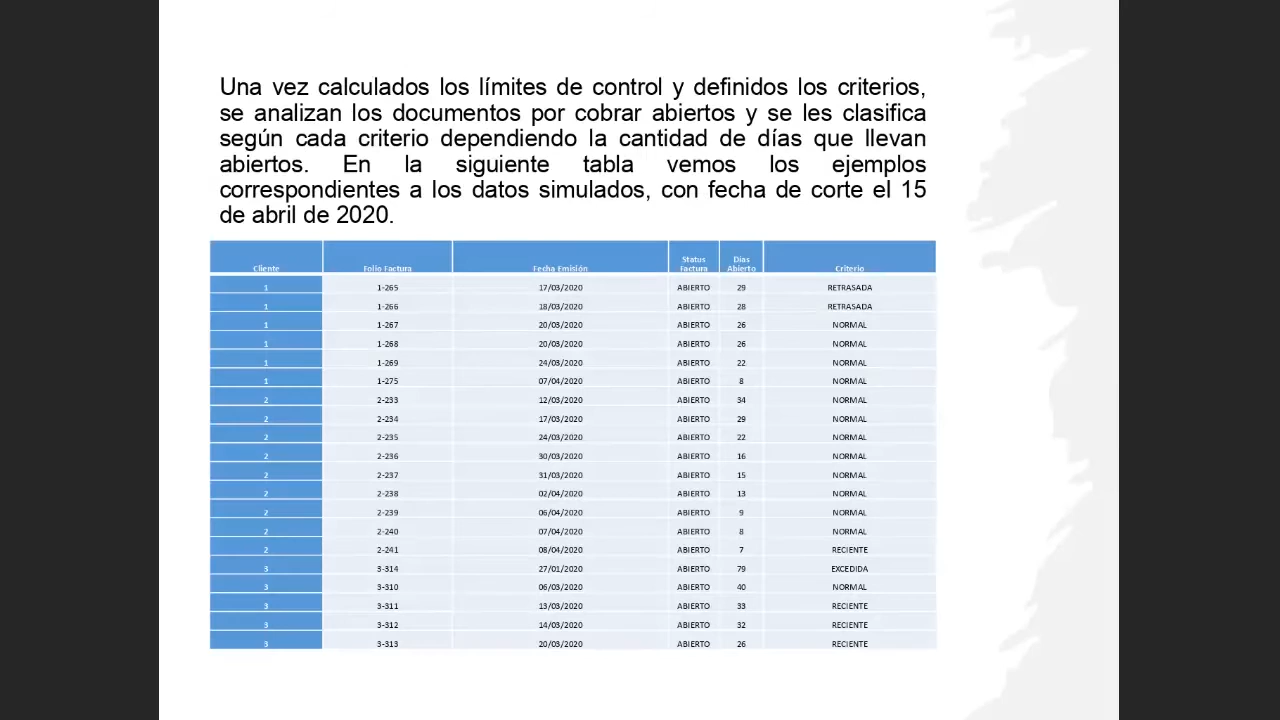 Una vez calculados los límites de control y definidos los criterios,
se analizan los documentos por cobrar abiertos y se les clasifica
según cada criterio dependiendo la cantidad de días que llevan
abiertos. En la siguiente tabla vemos los ejemplos
correspondientes a los datos simulados, con fecha de corte el 15
de abril de 2020.
Cliente Folio Factura Fecha Emisión Status Factura Días Abierto Criterio
1 1-265 17/03/2020 ABIERTO 29 RETRASADA
1 1-266 18/03/2020 ABIERTO 28 RETRASADA
1 1-267 20/03/2020 ABIERTO 26 NORMAL
1 1-268 20/03/2020 ABIERTO 26 NORMAL
1 1-269 24/03/2020 ABIERTO 22 NORMAL
1 1-275 07/04/2020 ABIERTO 8 NORMAL
2 2-233 12/03/2020 ABIERTO 34 NORMAL
2 2-234 17/03/2020 ABIERTO 29 NORMAL
2 2-235 24/03/2020 ABIERTO 22 NORMAL
2 2-236 30/03/2020 ABIERTO 16 NORMAL
2 2-237 31/03/2020 ABIERTO 15 NORMAL
2 2-238 02/04/2020 ABIERTO 13 NORMAL
2 2-239 06/04/2020 ABIERTO 9 NORMAL
2 2-240 07/04/2020 ABIERTO 8 NORMAL
2 2-241 08/04/2020 ABIERTO 7 RECIENTE
3 3-314 27/01/2020 ABIERTO 79 EXCEDIDA
3 3-310 06/03/2020 ABIERTO 40 NORMAL
3 3-311 13/03/2020 ABIERTO 33 RECIENTE
3 3-312 14/03/2020 ABIERTO 32 RECIENTE
3 3-313 20/03/2020 ABIERTO 26 RECIENTE